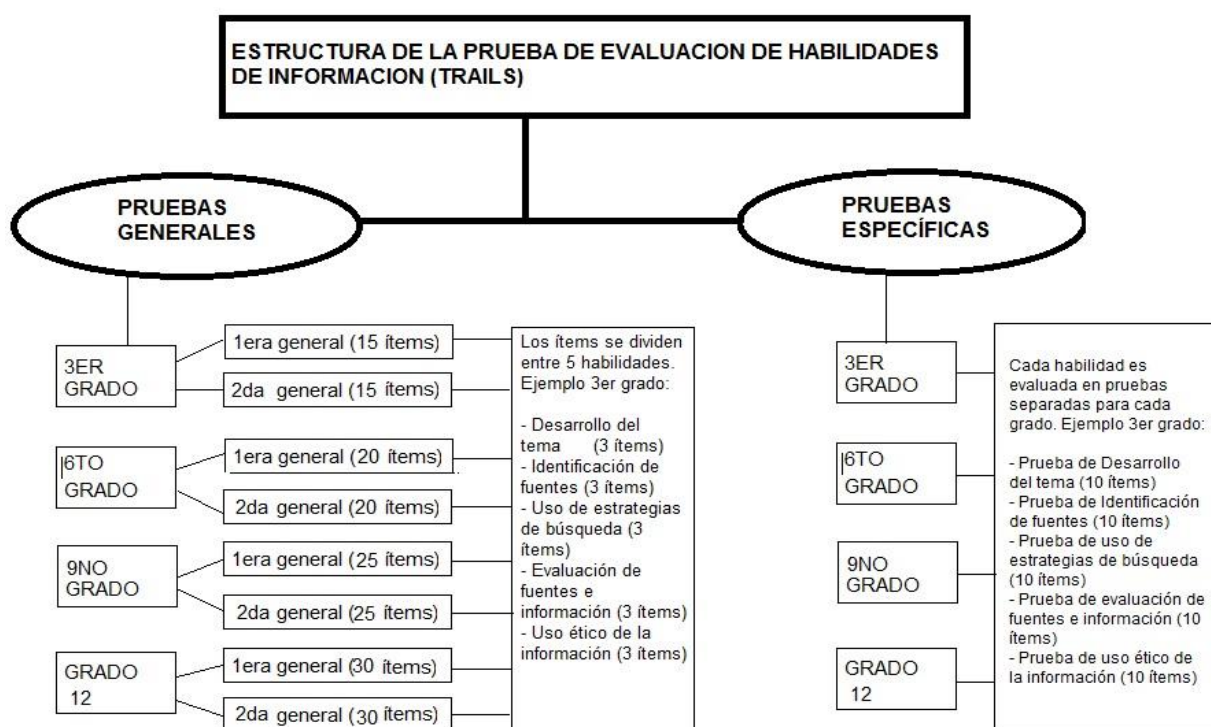 ESTRUCTURA DE LA PRUEBA DE EVALUACION DE HABILIDADES
DE INFORMACION (TRAILS)
PRUEBAS
GENERALES
PRUEBAS
ESPECÍFICAS
3ER
GRADO
1era general (15 ítems)
2da general (15 ítems)
6TO
GRADO
1era general (20 ítems)
2da general (20 ítems)
9NO
GRADO
1era general (25 ítems)
2da general (25 ítems)
GRADO
12
1era general (30 ítems)
2da general (30 ítems)
Los ítems se dividen
entre 5 habilidades.
Ejemplo 3er grado:
- Desarrollo del
tema (3 ítems)
- Identificación de
fuentes (3 ítems)
- Uso de estrategias
de búsqueda (3
ítems)
- Evaluación de
fuentes e
información (3 ítems)
- Uso ético de la
información (3 ítems)
3ER
GRADO
6TO
GRADO
9NO
GRADO
GRADO
12
Cada habilidad es
evaluada en pruebas
separadas para cada
grado. Ejemplo 3er grado:
- Prueba de Desarrollo
del tema (10 ítems)
- Prueba de Identificación
de fuentes (10 ítems)
- Prueba de uso de
estrategias de búsqueda
(10 ítems)
- Prueba de evaluación de
fuentes e información (10
ítems)
- Prueba de uso ético de
la información (10 ítems)